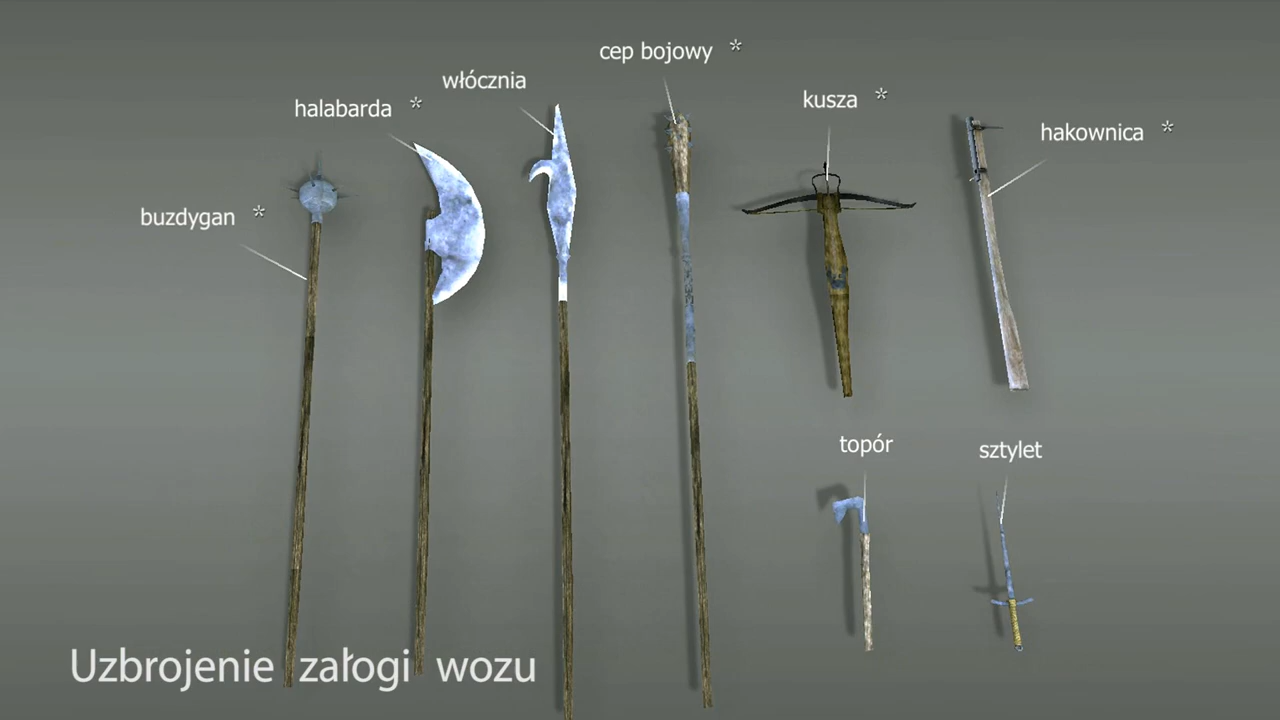 cep bojowy *
włócznia
kusza *
halabarda *
hakownica *
buzdygan *
topór
sztylet
Uzbrojenie załogi wozu